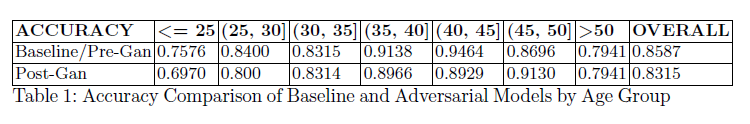 ACCURACY <= 25 (25, 30] (30, 35] (35, 40] (40, 45] (45, 50] >50 OVERALL
Baseline/Pre-Gan 0.7576 0.8400 0.8315 0.9138 0.9464 0.8696 0.7941 0.8587
Post-Gan 0.6970 0.800 0.8314 0.8966 0.8929 0.9130 0.7941 0.8315
Table 1: Accuracy Comparison of Baseline and Adversarial Models by Age Group